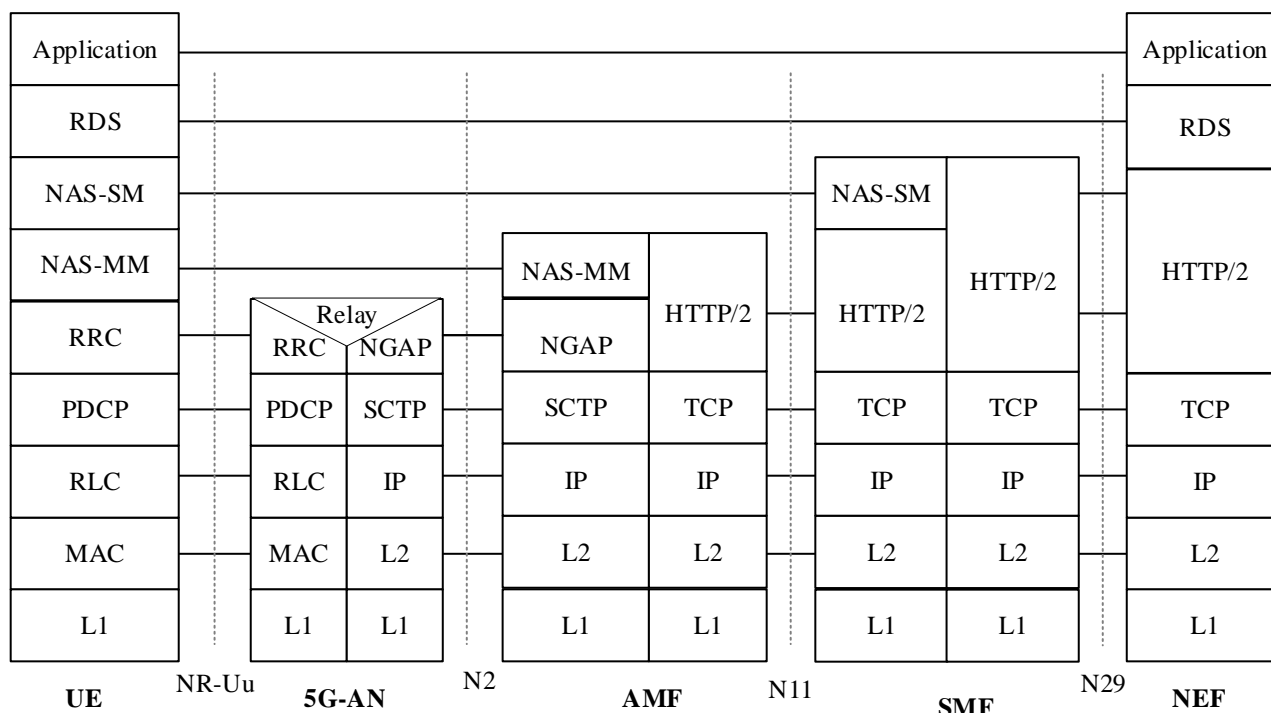 Application
Application
RDS
RDS
NAS-SM
NAS-SM
NAS-MM
NAS-MM
HTTP/2
HTTP/2
HTTP/2
HTTP/2
Relay
RRC
RRC
NGAP
NGAP
PDCP
PDCP
SCTP
SCTP
TCP
TCP
TCP
TCP
RLC
RLC
IP
IP
IP
IP
IP
IP
MAC
MAC
L2
L2
L2
L2
L2
L2
L1
L1
L1
L1
L1
L1
L1
L1
NR-Uu
N2
N11
N29
UE
5G-AN
AMF
SMF
NEF